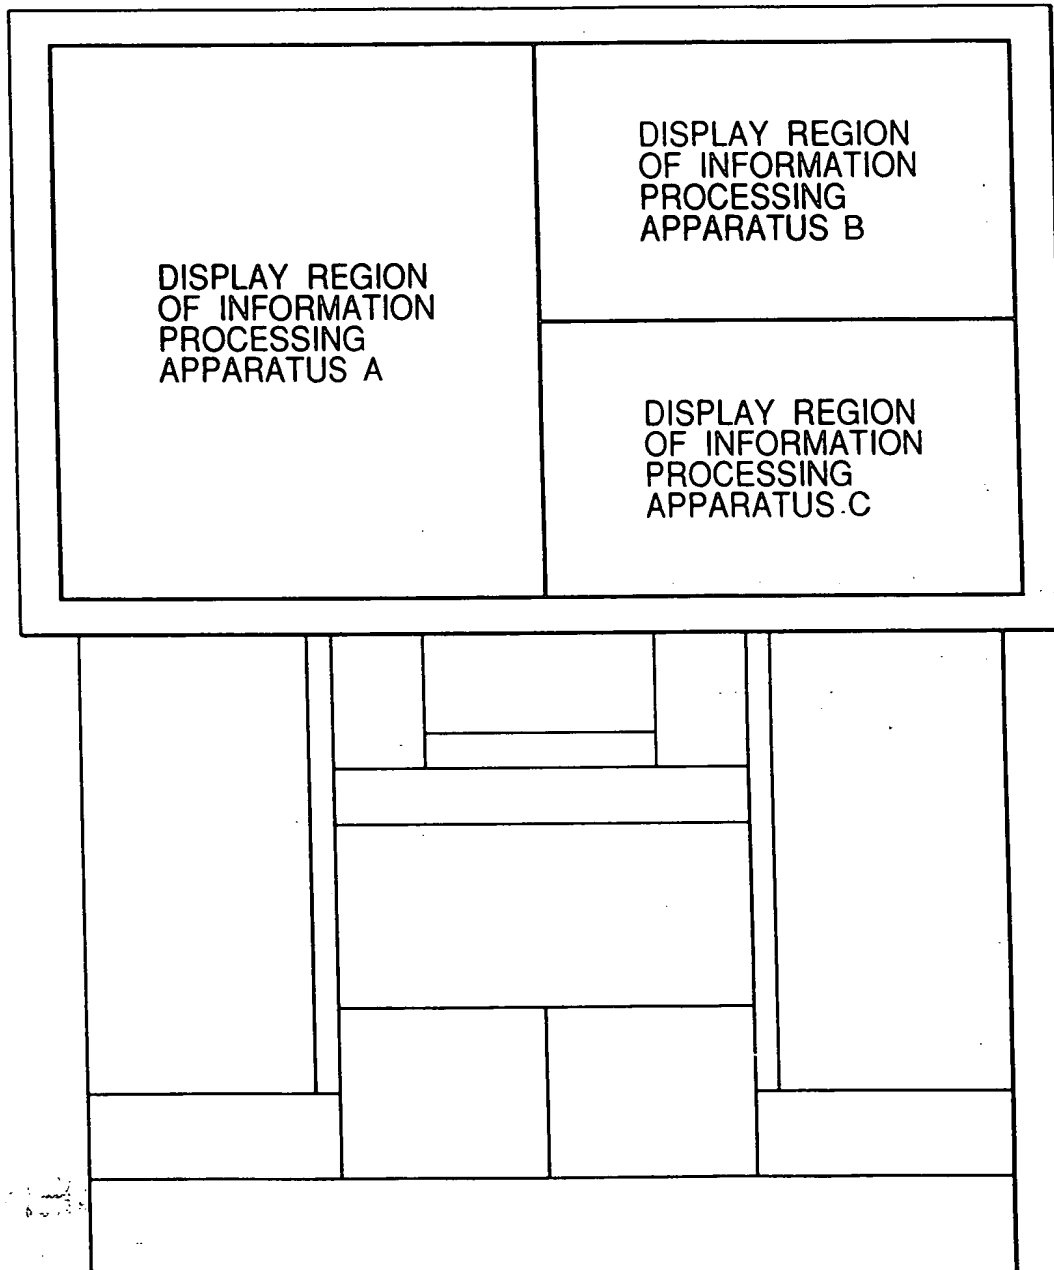 DISPLAY REGION
OF INFORMATION
PROCESSING
APPARATUS A
DISPLAY REGION
OF INFORMATION
PROCESSING
APPARATUS B
DISPLAY REGION
OF INFORMATION
PROCESSING
APPARATUS C